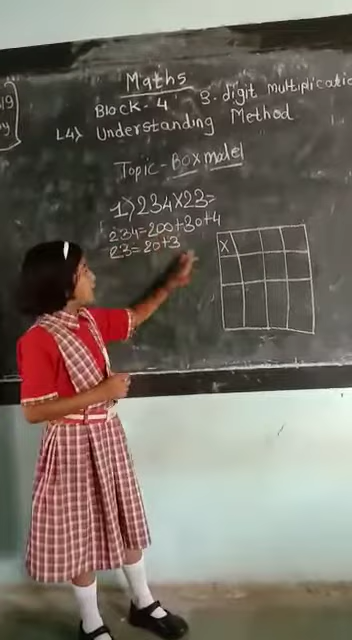 19
Maths
Block-4 3-digit multiplicatio
L4) Understanding Method
Topic-Box model
1) 234×23=
234=200+30+4
23=20+3
X